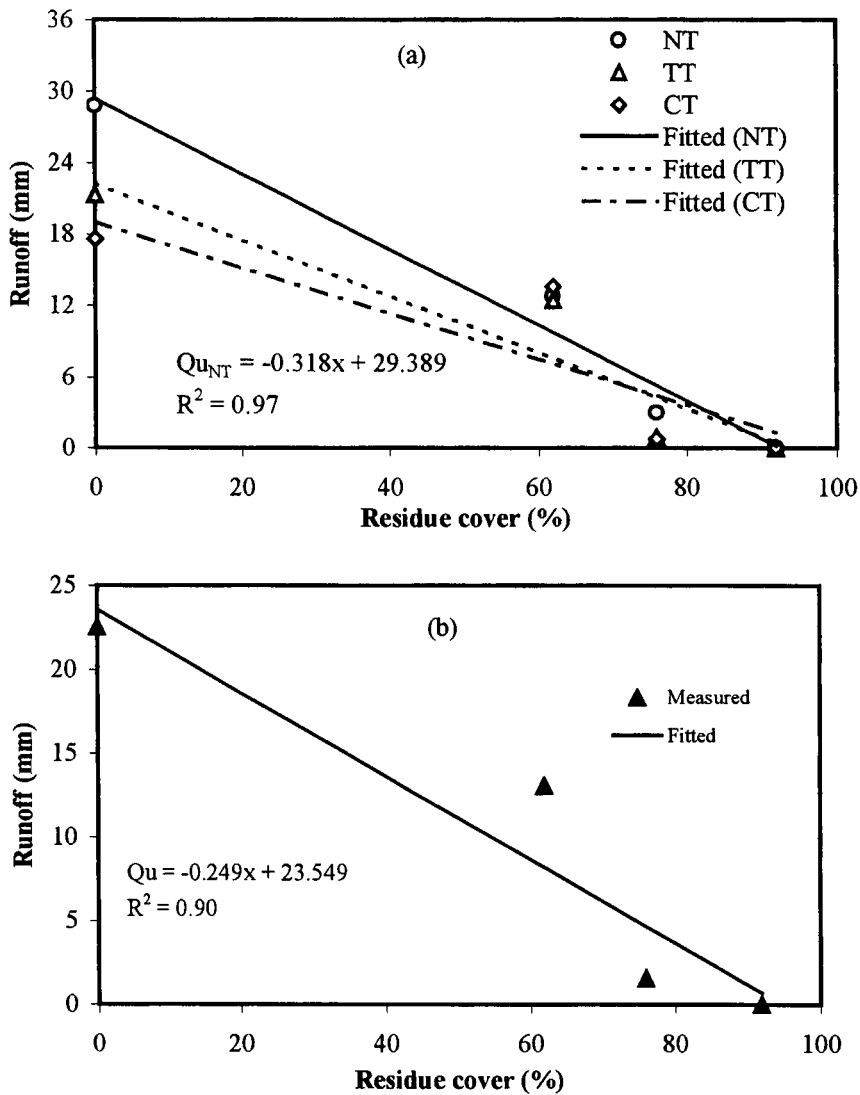 36
30
24
18
12
6
0
Runoff (mm)
(a)
NT
TT
CT
Fitted (NT)
Fitted (TT)
Fitted (CT)
Qu_NT = -0.318x + 29.389
R² = 0.97
0 20 40 60 80 100
Residue cover (%)
25
20
15
10
5
0
Runoff (mm)
(b)
Measured
Fitted
Qu = -0.249x + 23.549
R² = 0.90
0 20 40 60 80 100
Residue cover (%)